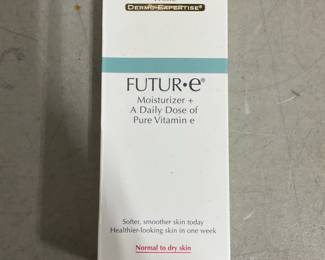 DERMO-EXPERTISE®
FUTUR•e®
Moisturizer +
A Daily Dose of
Pure Vitamin e
Softer, smoother skin today
Healthier-looking skin in one week
Normal to dry skin